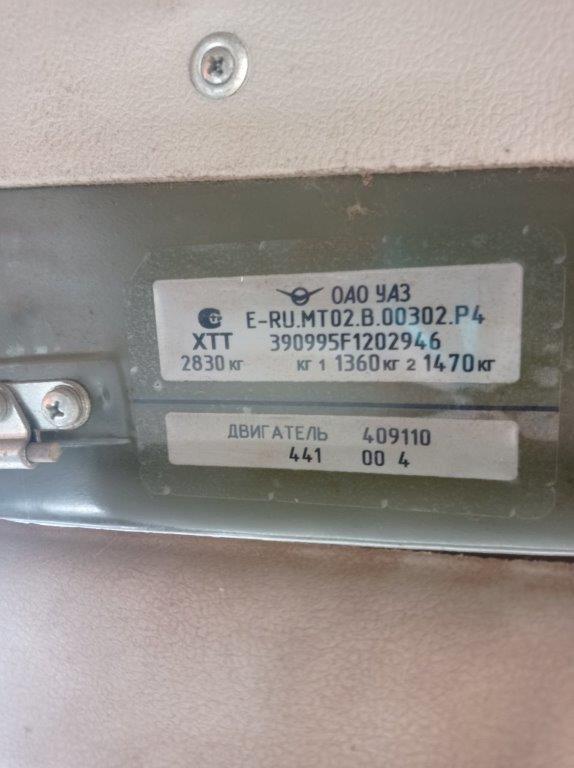 ОАО УАЗ
E-RU.MT02.B.00302.P4
XTT 390995F1202946
2830 кг кг 1 1360 кг 2 1470 кг
ДВИГАТЕЛЬ 409110
441 00 4